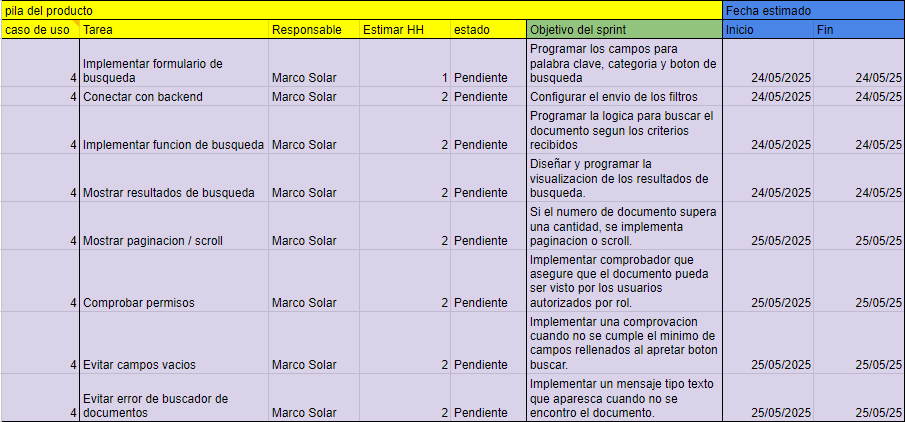 pila del producto Fecha estimado
caso de uso Tarea Responsable Estimar HH estado Objetivo del sprint Inicio Fin
Programar los campos para
Implementar formulario de palabra clave, categoria y boton de
4 busqueda Marco Solar 1 Pendiente busqueda 24/05/2025 24/05/25
4 Conectar con backend Marco Solar 2 Pendiente Configurar el envio de los filtros 24/05/2025 24/05/25
Programar la logica para buscar el
documento segun los criterios
4 Implementar funcion de busqueda Marco Solar 2 Pendiente recibidos 24/05/2025 24/05/25
Diseñar y programar la
visualizacion de los resultados de
4 Mostrar resultados de busqueda Marco Solar 2 Pendiente busqueda. 24/05/2025 24/05/25
Si el numero de documento supera
una cantidad, se implementa
4 Mostrar paginacion / scroll Marco Solar 2 Pendiente paginacion o scroll. 25/05/2025 25/05/25
Implementar comprobador que
asegure que el documento pueda
ser visto por los usuarios
4 Comprobar permisos Marco Solar 2 Pendiente autorizados por rol. 25/05/2025 25/05/25
Implementar una comprovacion
cuando no se cumple el minimo de
campos rellenados al apretar boton
4 Evitar campos vacios Marco Solar 2 Pendiente buscar. 25/05/2025 25/05/25
Implementar un mensaje tipo texto
Evitar error de buscador de que aparesca cuando no se
4 documentos Marco Solar 2 Pendiente encontro el documento. 25/05/2025 25/05/25